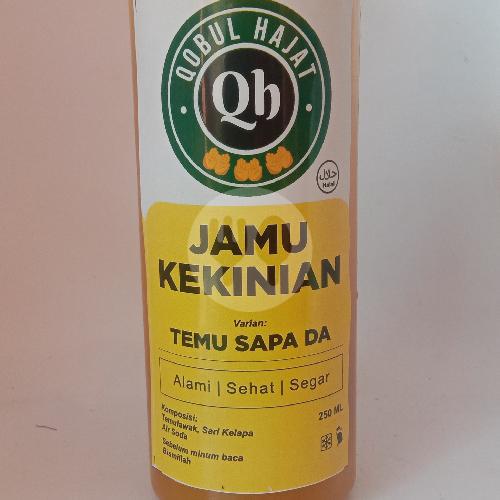 QOBUL HAJAT
Qh
حلال
Halal
JAMU
KEKINIAN
Varian:
TEMU SAPA DA
Alami | Sehat | Segar
Komposisi:
Temulawak, Sari Kelapa
Air Soda
250 ML
Sebelum minum baca
Bismillah